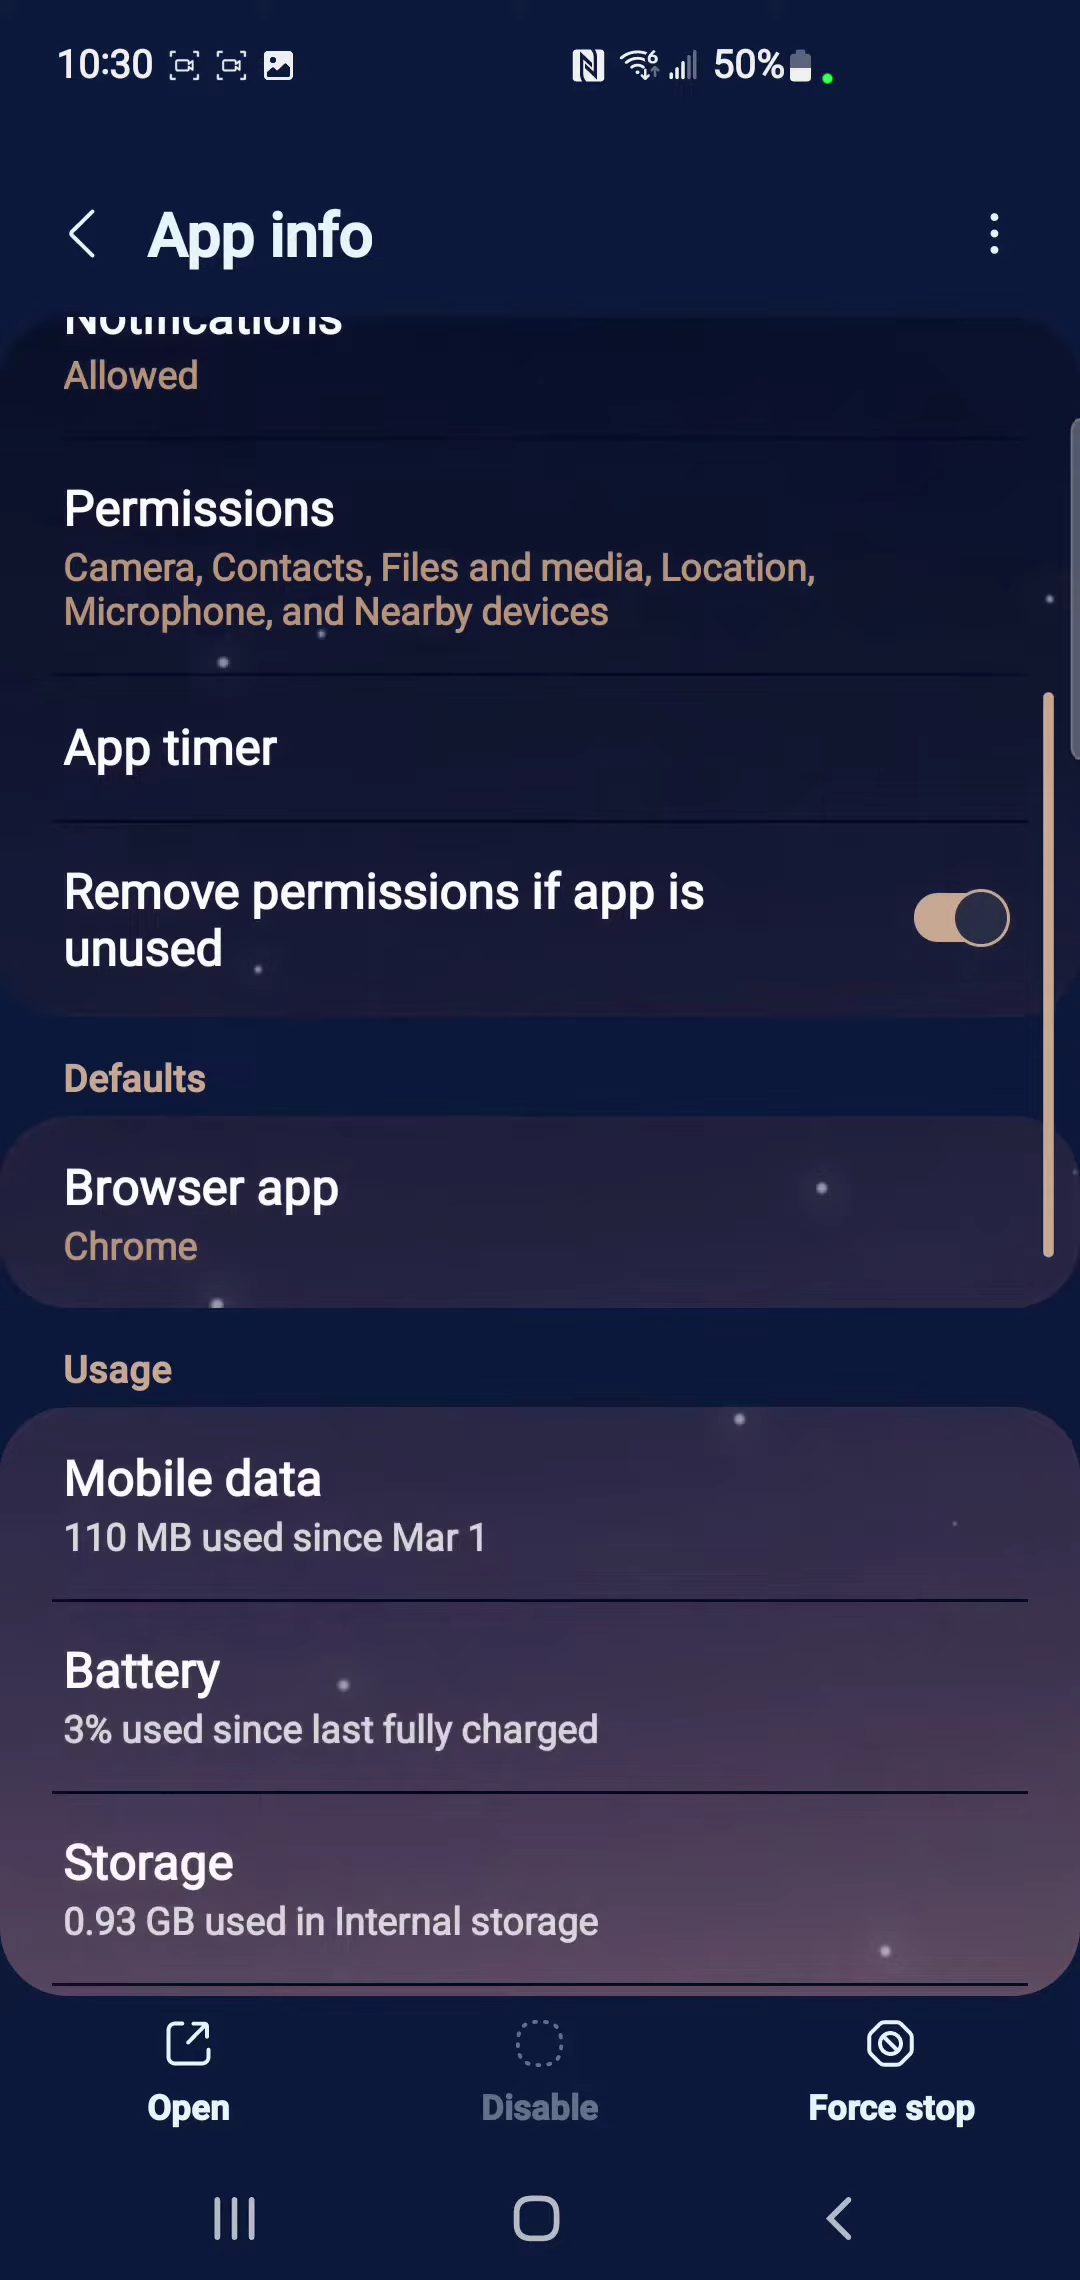 10:30
50%
App info
Notifications
Allowed
Permissions
Camera, Contacts, Files and media, Location,
Microphone, and Nearby devices
App timer
Remove permissions if app is
unused
Defaults
Browser app
Chrome
Usage
Mobile data
110 MB used since Mar 1
Battery
3% used since last fully charged
Storage
0.93 GB used in Internal storage
Open
Disable
Force stop